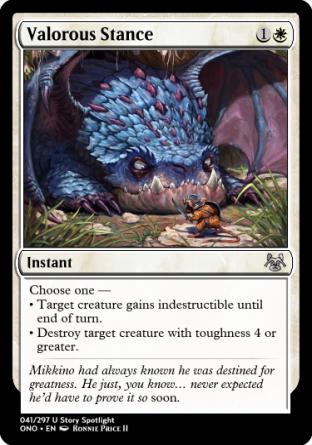 Valorous Stance 1
Instant
Choose one —
• Target creature gains indestructible until
end of turn.
• Destroy target creature with toughness 4 or
greater.
Mikkino had always known he was destined for
greatness. He just, you know... never expected
he'd have to prove it so soon.
041/297 U Story Spotlight
ONO • EN Ronnie Price II